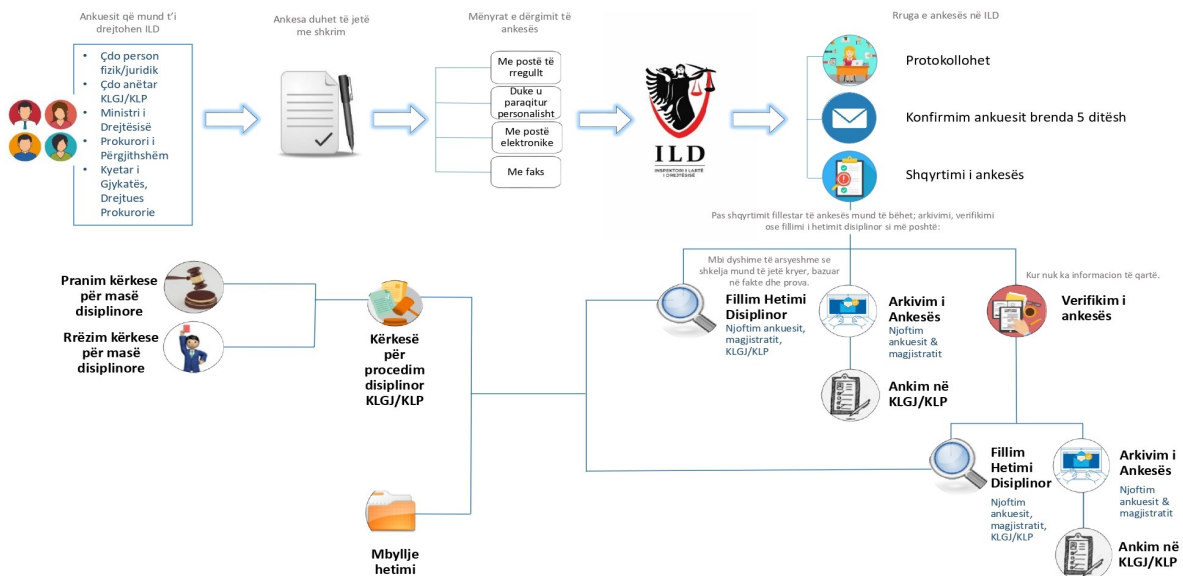 Ankuesit që mund t'i
drejtohen ILD
• Çdo person
fizik/juridik
• Çdo anëtar
KLGJ/KLP
• Ministri i
Drejtësisë
• Prokurori i
Përgjithshëm
• Kyetar i
Gjykatës,
Drejtues
Prokurorie
Ankesa duhet të jetë
me shkrim
Mënyrat e dërgimit të
ankesës
Me postë të
rregullt
Duke u
paraqitur
personalisht
Me postë
elektronike
Me faks
ILD
INSPEKTORI I LARTË
I DREJTËSISË
Rruga e ankesës në ILD
Protokollohet
Konfirmim ankuesit brenda 5 ditësh
Shqyrtimi i ankesës
Pas shqyrtimit fillestar të ankesës mund të bëhet; arkivimi, verifikimi
ose fillimi i hetimit disiplinor si më poshtë:
Mbi dyshime të arsyeshme se
shkelja mund të jetë kryer, bazuar
në fakte dhe prova.
Fillim Hetimi
Disiplinor
Njoftim ankuesit,
magjistratit,
KLGJ/KLP
Arkivim i
Ankesës
Njoftim
ankuesit &
magjistratit
Ankim në
KLGJ/KLP
Kur nuk ka informacion të qartë.
Verifikim i
ankesës
Fillim
Hetimi
Disiplinor
Njoftim
ankuesit,
magjistratit,
KLGJ/KLP
Arkivim i
Ankesës
Njoftim
ankuesit &
magjistratit
Ankim në
KLGJ/KLP
Pranim kërkese
për masë
disiplinore
Rrëzim kërkese
për masë
disiplinore
Kërkesë
për
procedim
disiplinor
KLGJ/KLP
Mbyllje
hetimi